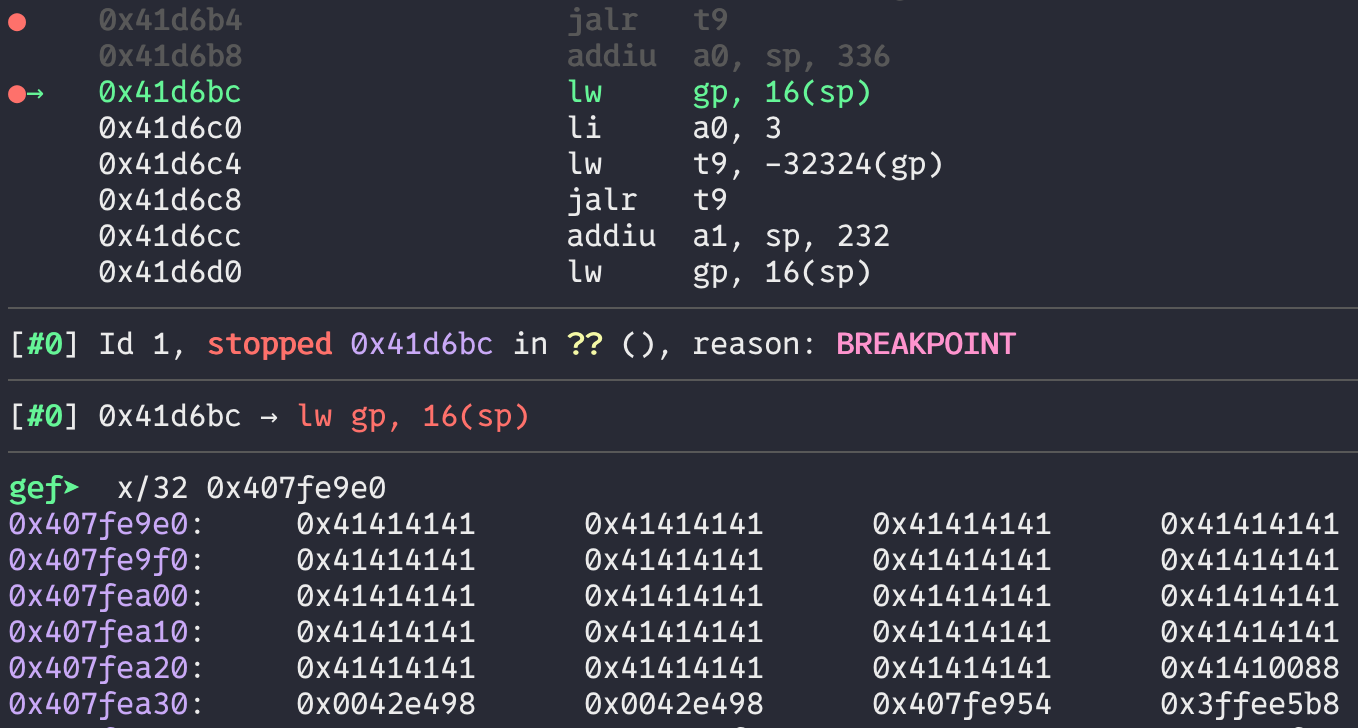 0x41d6b4 jalr t9
0x41d6b8 addiu a0, sp, 336
→ 0x41d6bc lw gp, 16(sp)
0x41d6c0 li a0, 3
0x41d6c4 lw t9, -32324(gp)
0x41d6c8 jalr t9
0x41d6cc addiu a1, sp, 232
0x41d6d0 lw gp, 16(sp)
[#0] Id 1, stopped 0x41d6bc in ?? (), reason: BREAKPOINT
[#0] 0x41d6bc → lw gp, 16(sp)
gef➤ x/32 0x407fe9e0
0x407fe9e0: 0x41414141 0x41414141 0x41414141 0x41414141
0x407fe9f0: 0x41414141 0x41414141 0x41414141 0x41414141
0x407fea00: 0x41414141 0x41414141 0x41414141 0x41414141
0x407fea10: 0x41414141 0x41414141 0x41414141 0x41414141
0x407fea20: 0x41414141 0x41414141 0x41414141 0x41410088
0x407fea30: 0x0042e498 0x0042e498 0x407fe954 0x3ffee5b8